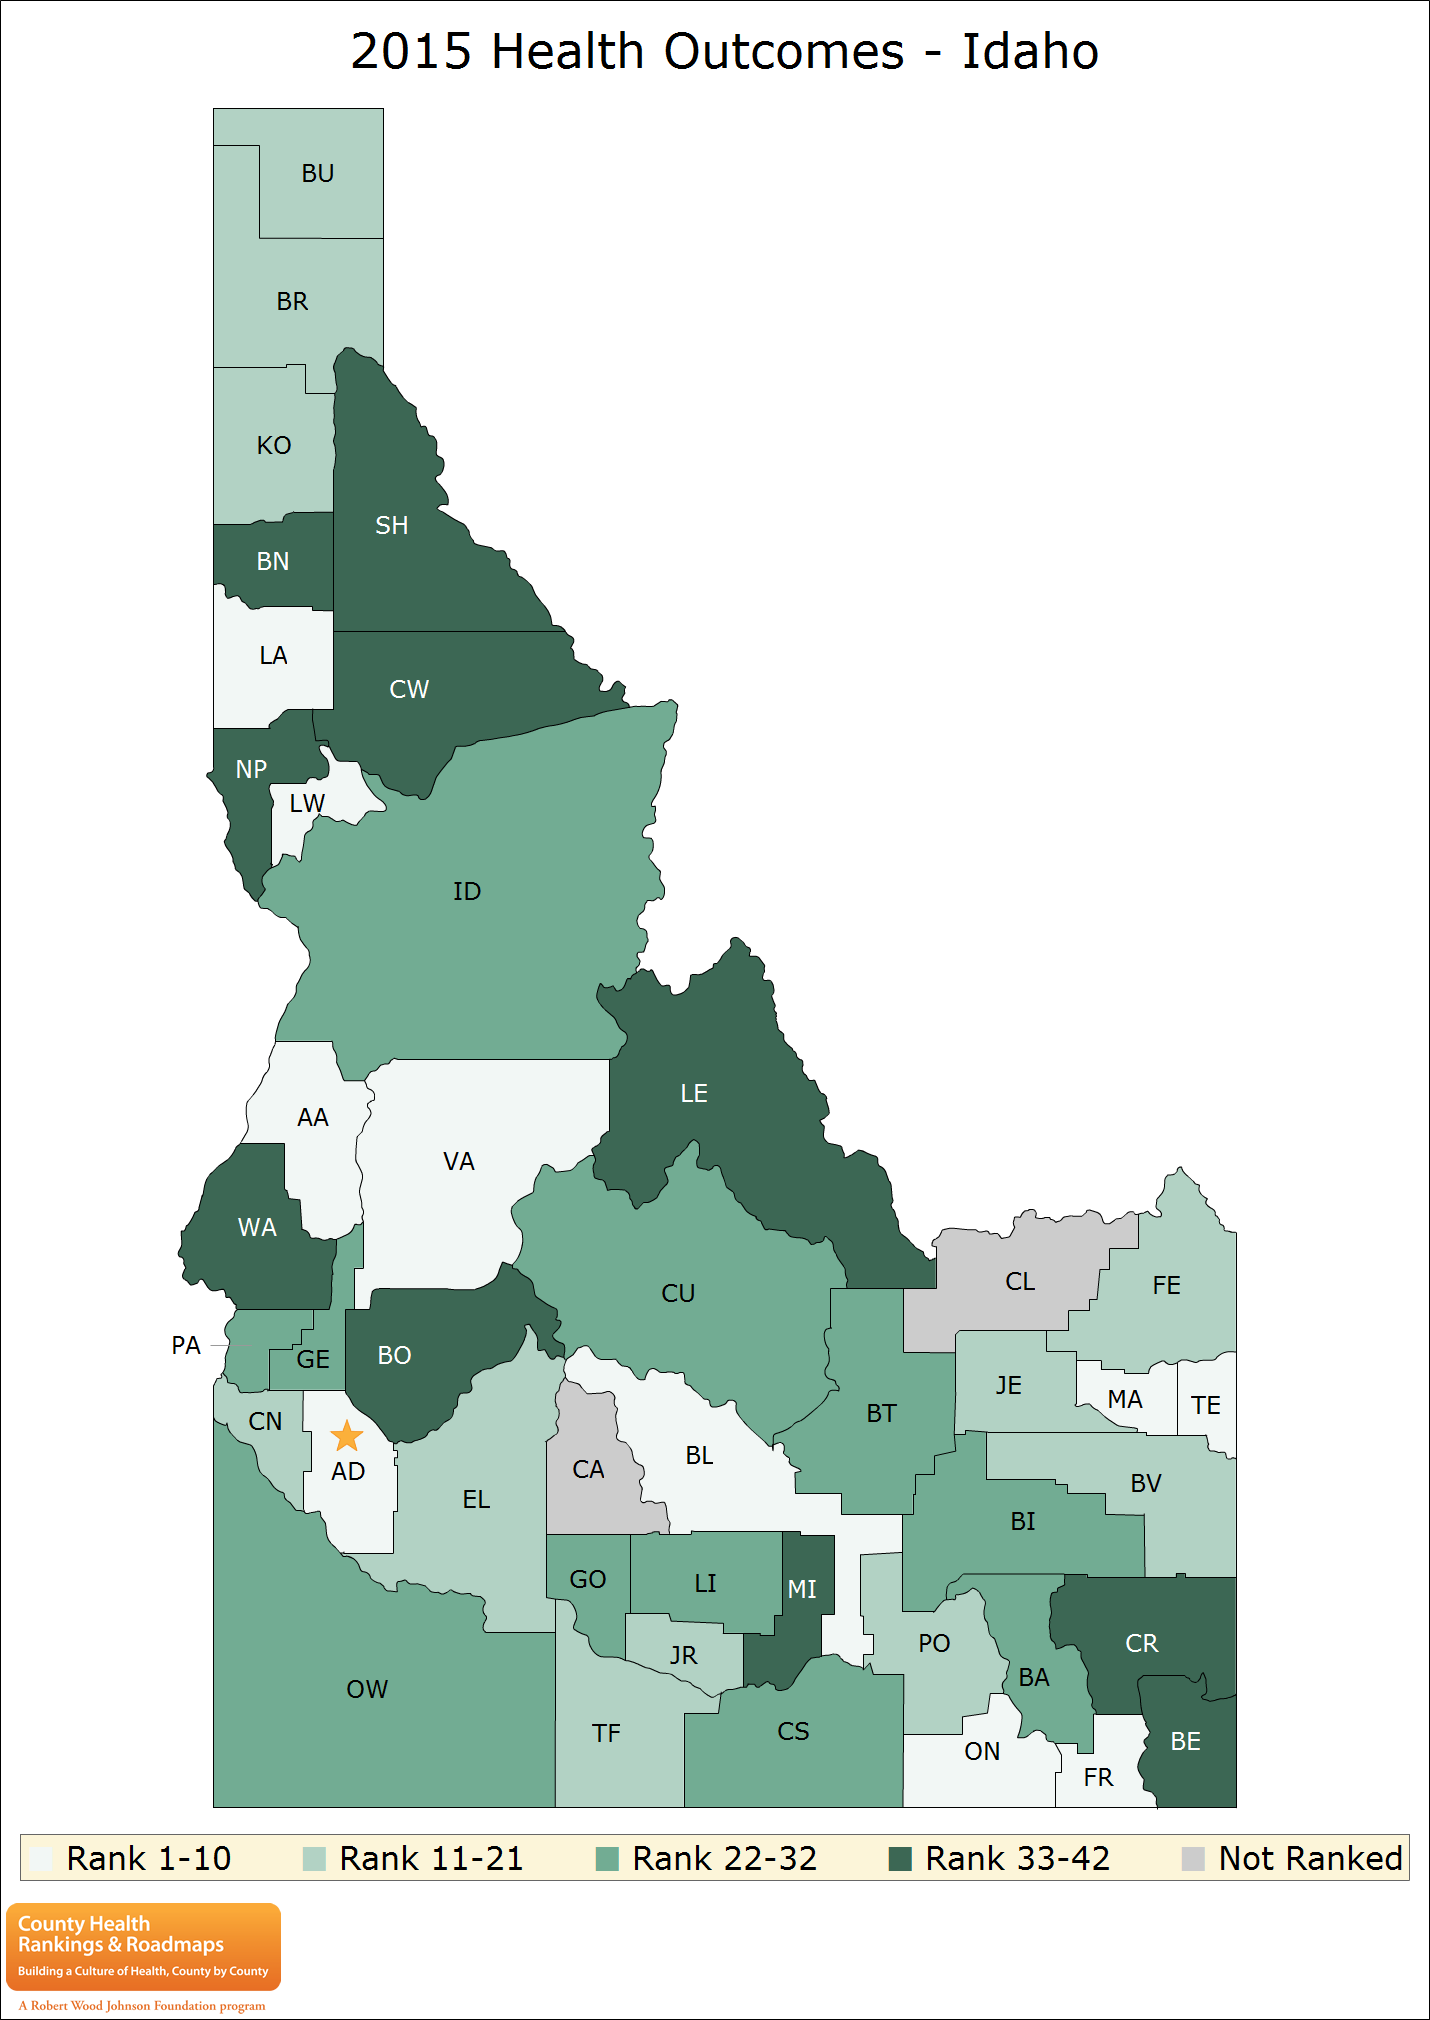 2015 Health Outcomes - Idaho
BU
BR
KO
SH
BN
LA
CW
NP
LW
ID
LE
AA
VA
WA
CU
CL
FE
PA
GE
BO
JE
MA
TE
CN
BT
AD
BL
CA
BV
EL
BI
GO
LI
MI
PO
CR
JR
BA
OW
TF
CS
BE
ON
FR
Rank 1-10 Rank 11-21 Rank 22-32 Rank 33-42 Not Ranked
County Health
Rankings & Roadmaps
Building a Culture of Health, County by County
A Robert Wood Johnson Foundation program